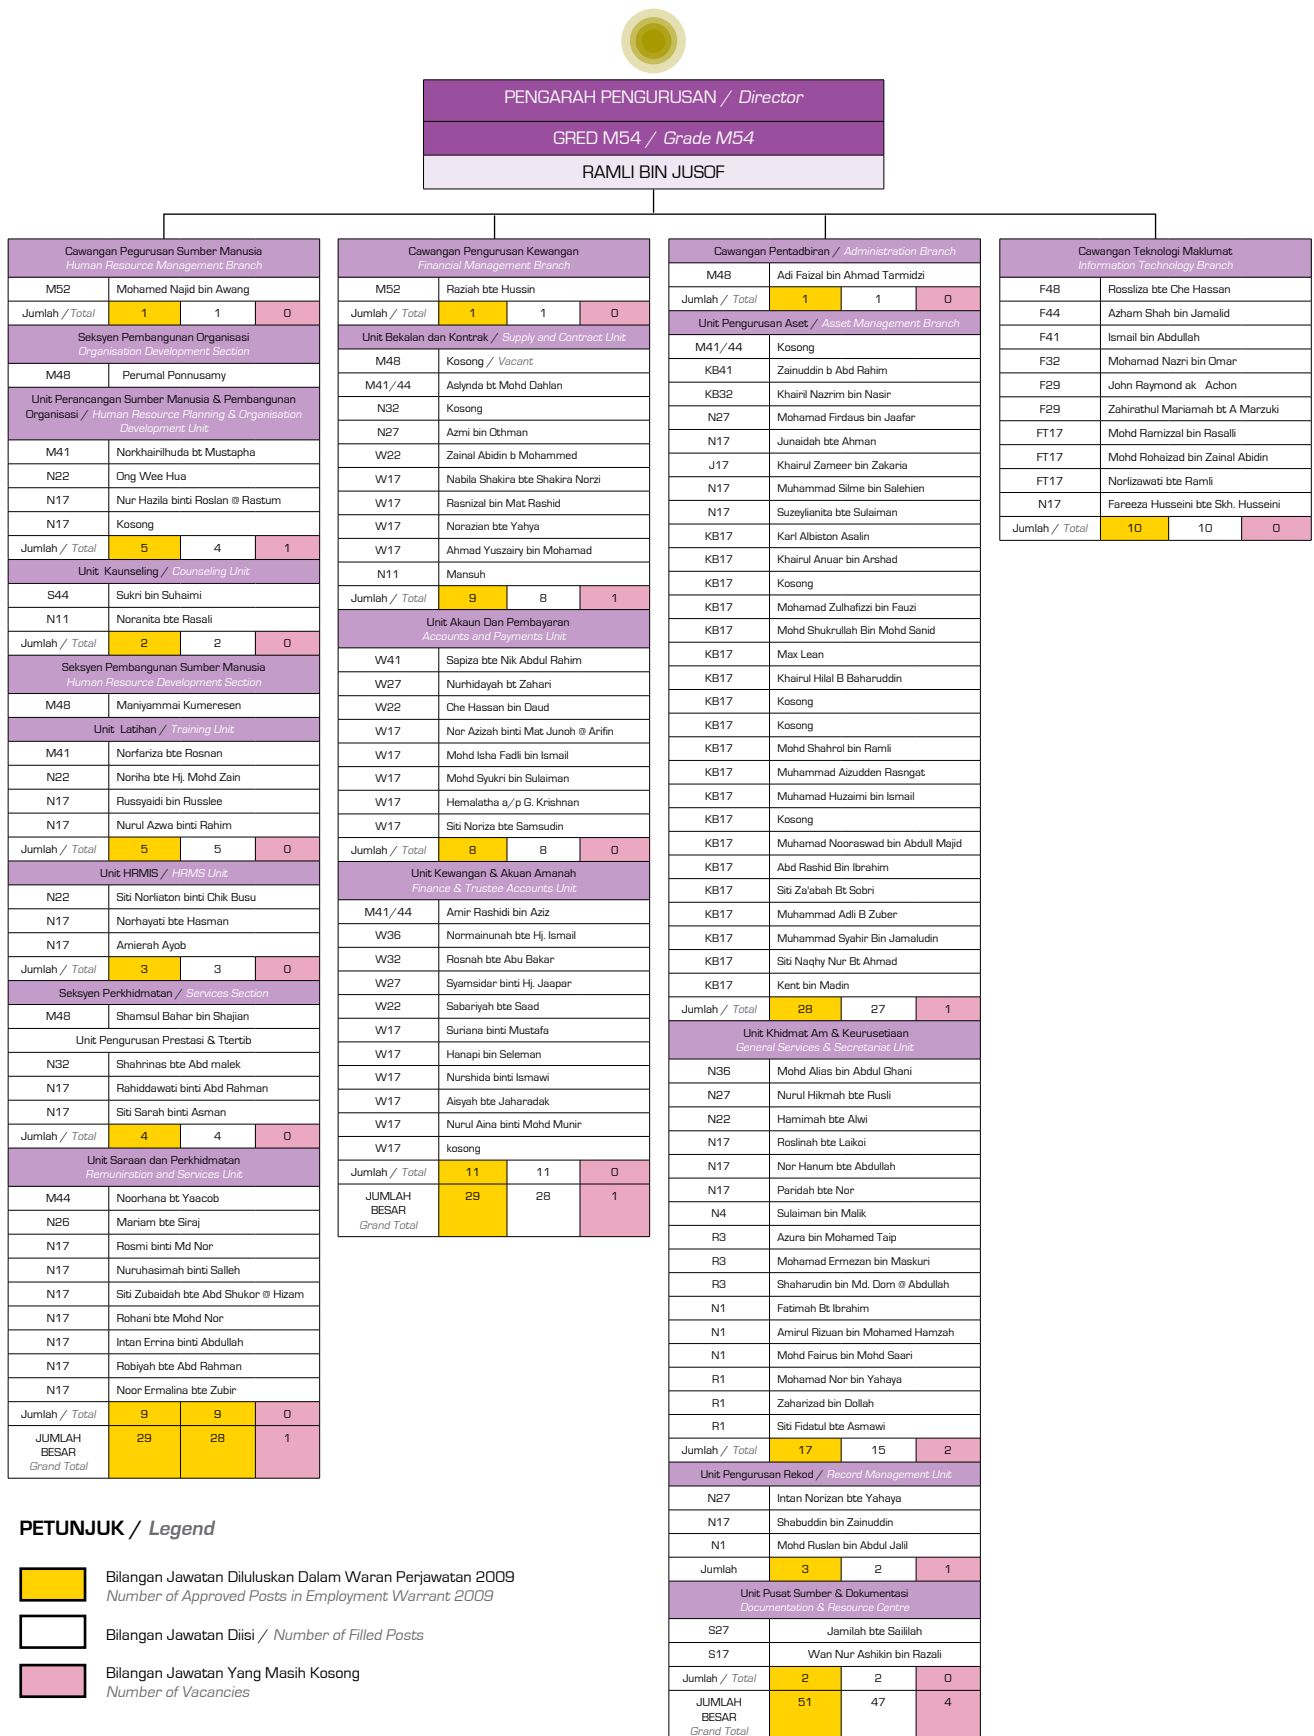 PENGARAH PENGURUSAN / Director
GRED M54 / Grade M54
RAMLI BIN JUSOF
Cawangan Pegurusan Sumber Manusia
Human Resource Management Branch
M52 Mohamed Najid bin Awang
Jumlah / Total 1 1 0
Seksyen Pembangunan Organisasi
Organisation Development Section
M48 Perumal Ponnusamy
Unit Perancangan Sumber Manusia & Pembangunan
Organisasi / Human Resource Planning & Organisation
Development Unit
M41 Norkhairilhuda bt Mustapha
N22 Ong Wee Hua
N17 Nur Hazila binti Roslan @ Rastum
N17 Kosong
Jumlah / Total 5 4 1
Unit Kaunseling / Counseling Unit
S44 Sukri bin Suhaimi
N11 Noranita bte Rasali
Jumlah / Total 2 2 0
Seksyen Pembangunan Sumber Manusia
Human Resource Development Section
M48 Maniyammai Kumeresen
Unit Latihan / Training Unit
M41 Norfariza bte Rosnan
N22 Noriha bte Hj. Mohd Zain
N17 Russyaidi bin Russlee
N17 Nurul Azwa binti Rahim
Jumlah / Total 5 5 0
Unit HRMIS / HRMS Unit
N22 Siti Norliaton binti Chik Busu
N17 Norhayati bte Hasman
N17 Amierah Ayob
Jumlah / Total 3 3 0
Seksyen Perkhidmatan / Services Section
M48 Shamsul Bahar bin Shajian
Unit Pengurusan Prestasi & Ttertib
N32 Shahrinas bte Abd malek
N17 Rahiddawati binti Abd Rahman
N17 Siti Sarah binti Asman
Jumlah / Total 4 4 0
Unit Saraan dan Perkhidmatan
Remuniration and Services Unit
M44 Noorhana bt Yaacob
N26 Mariam bte Siraj
N17 Rosmi binti Md Nor
N17 Nuruhasimah binti Salleh
N17 Siti Zubaidah bte Abd Shukor @ Hizam
N17 Rohani bte Mohd Nor
N17 Intan Errina binti Abdullah
N17 Robiyah bte Abd Rahman
N17 Noor Ermalina bte Zubir
Jumlah / Total 9 9 0
JUMLAH 29 28 1
BESAR
Grand Total
Cawangan Pengurusan Kewangan
Financial Management Branch
M52 Raziah bte Hussin
Jumlah / Total 1 1 0
Unit Bekalan dan Kontrak / Supply and Contract Unit
M48 Kosong / Vacant
M41/44 Aslynda bt Mohd Dahlan
N32 Kosong
N27 Azmi bin Othman
W22 Zainal Abidin b Mohammed
W17 Nabila Shakira bte Shakira Norzi
W17 Rasnizal bin Mat Rashid
W17 Norazian bte Yahya
W17 Ahmad Yuszairy bin Mohamad
N11 Mansuh
Jumlah / Total 9 8 1
Unit Akaun Dan Pembayaran
Accounts and Payments Unit
W41 Sapiza bte Nik Abdul Rahim
W27 Nurhidayah bt Zahari
W22 Che Hassan bin Daud
W17 Nor Azizah binti Mat Junoh @ Arifin
W17 Mohd Isha Fadli bin Ismail
W17 Mohd Syukri bin Sulaiman
W17 Hemalatha a/p G. Krishnan
W17 Siti Noriza bte Samsudin
Jumlah / Total 8 8 0
Unit Kewangan & Akuan Amanah
Finance & Trustee Accounts Unit
M41/44 Amir Rashidi bin Aziz
W36 Normainunah bte Hj. Ismail
W32 Rosnah bte Abu Bakar
W27 Syamsidar binti Hj. Jaapar
W22 Sabariyah bte Saad
W17 Suriana binti Mustafa
W17 Hanapi bin Seleman
W17 Nurshida binti Ismawi
W17 Aisyah bte Jaharadak
W17 Nurul Aina binti Mohd Munir
W17 kosong
Jumlah / Total 11 11 0
JUMLAH 29 28 1
BESAR
Grand Total
Cawangan Pentadbiran / Administration Branch
M48 Adi Faizal bin Ahmad Tarmidzi
Jumlah / Total 1 1 0
Unit Pengurusan Aset / Asset Management Branch
M41/44 Kosong
KB41 Zainuddin b Abd Rahim
KB32 Khairil Nazrim bin Nasir
N27 Mohamad Firdaus bin Jaafar
N17 Junaidah bte Ahman
J17 Khairul Zameer bin Zakaria
N17 Muhammad Silme bin Salehien
N17 Suzeylianita bte Sulaiman
KB17 Karl Albiston Asalin
KB17 Khairul Anuar bin Arshad
KB17 Kosong
KB17 Mohamad Zulhafizzi bin Fauzi
KB17 Mohd Shukrullah Bin Mohd Sanid
KB17 Max Lean
KB17 Khairul Hilal B Baharuddin
KB17 Kosong
KB17 Kosong
KB17 Mohd Shahrol bin Ramli
KB17 Muhammad Aizudden Rasngat
KB17 Muhamad Huzaimi bin Ismail
KB17 Kosong
KB17 Muhamad Nooraswad bin Abdull Majid
KB17 Abd Rashid Bin Ibrahim
KB17 Siti Za'abah Bt Sobri
KB17 Muhammad Adli B Zuber
KB17 Muhammad Syahir Bin Jamaludin
KB17 Siti Naqhy Nur Bt Ahmad
KB17 Kent bin Madin
Jumlah / Total 28 27 1
Unit Khidmat Am & Keurusetiaan
General Services & Secretariat Unit
N36 Mohd Alias bin Abdul Ghani
N27 Nurul Hikmah bte Rusli
N22 Hamimah bte Alwi
N17 Roslinah bte Laikoi
N17 Nor Hanum bte Abdullah
N17 Paridah bte Nor
N4 Sulaiman bin Malik
R3 Azura bin Mohamed Taip
R3 Mohamad Ermezan bin Maskuri
R3 Shaharudin bin Md. Dom @ Abdullah
N1 Fatimah Bt Ibrahim
N1 Amirul Rizuan bin Mohamed Hamzah
N1 Mohd Fairus bin Mohd Saari
R1 Mohamad Nor bin Yahaya
R1 Zaharizad bin Dollah
R1 Siti Fidatul bte Asmawi
Jumlah / Total 17 15 2
Unit Pengurusan Rekod / Record Management Unit
N27 Intan Norizan bte Yahaya
N17 Shabuddin bin Zainuddin
N1 Mohd Ruslan bin Abdul Jalil
Jumlah 3 2 1
Unit Pusat Sumber & Dokumentasi
Documentation & Resource Centre
S27 Jamilah bte Saililah
S17 Wan Nur Ashikin bin Razali
Jumlah / Total 2 2 0
JUMLAH 51 47 4
BESAR
Grand Total
Cawangan Teknologi Maklumat
Information Technology Branch
F48 Rossliza bte Che Hassan
F44 Azham Shah bin Jamalid
F41 Ismail bin Abdullah
F32 Mohamad Nazri bin Omar
F29 John Raymond ak Achon
F29 Zahirathul Mariamah bt A Marzuki
FT17 Mohd Ramizzal bin Rasalli
FT17 Mohd Rohaizad bin Zainal Abidin
FT17 Norlizawati bte Ramli
N17 Fareeza Husseini bte Skh. Husseini
Jumlah / Total 10 10 0
PETUNJUK / Legend
Bilangan Jawatan Diluluskan Dalam Waran Perjawatan 2009
Number of Approved Posts in Employment Warrant 2009
Bilangan Jawatan Diisi / Number of Filled Posts
Bilangan Jawatan Yang Masih Kosong
Number of Vacancies